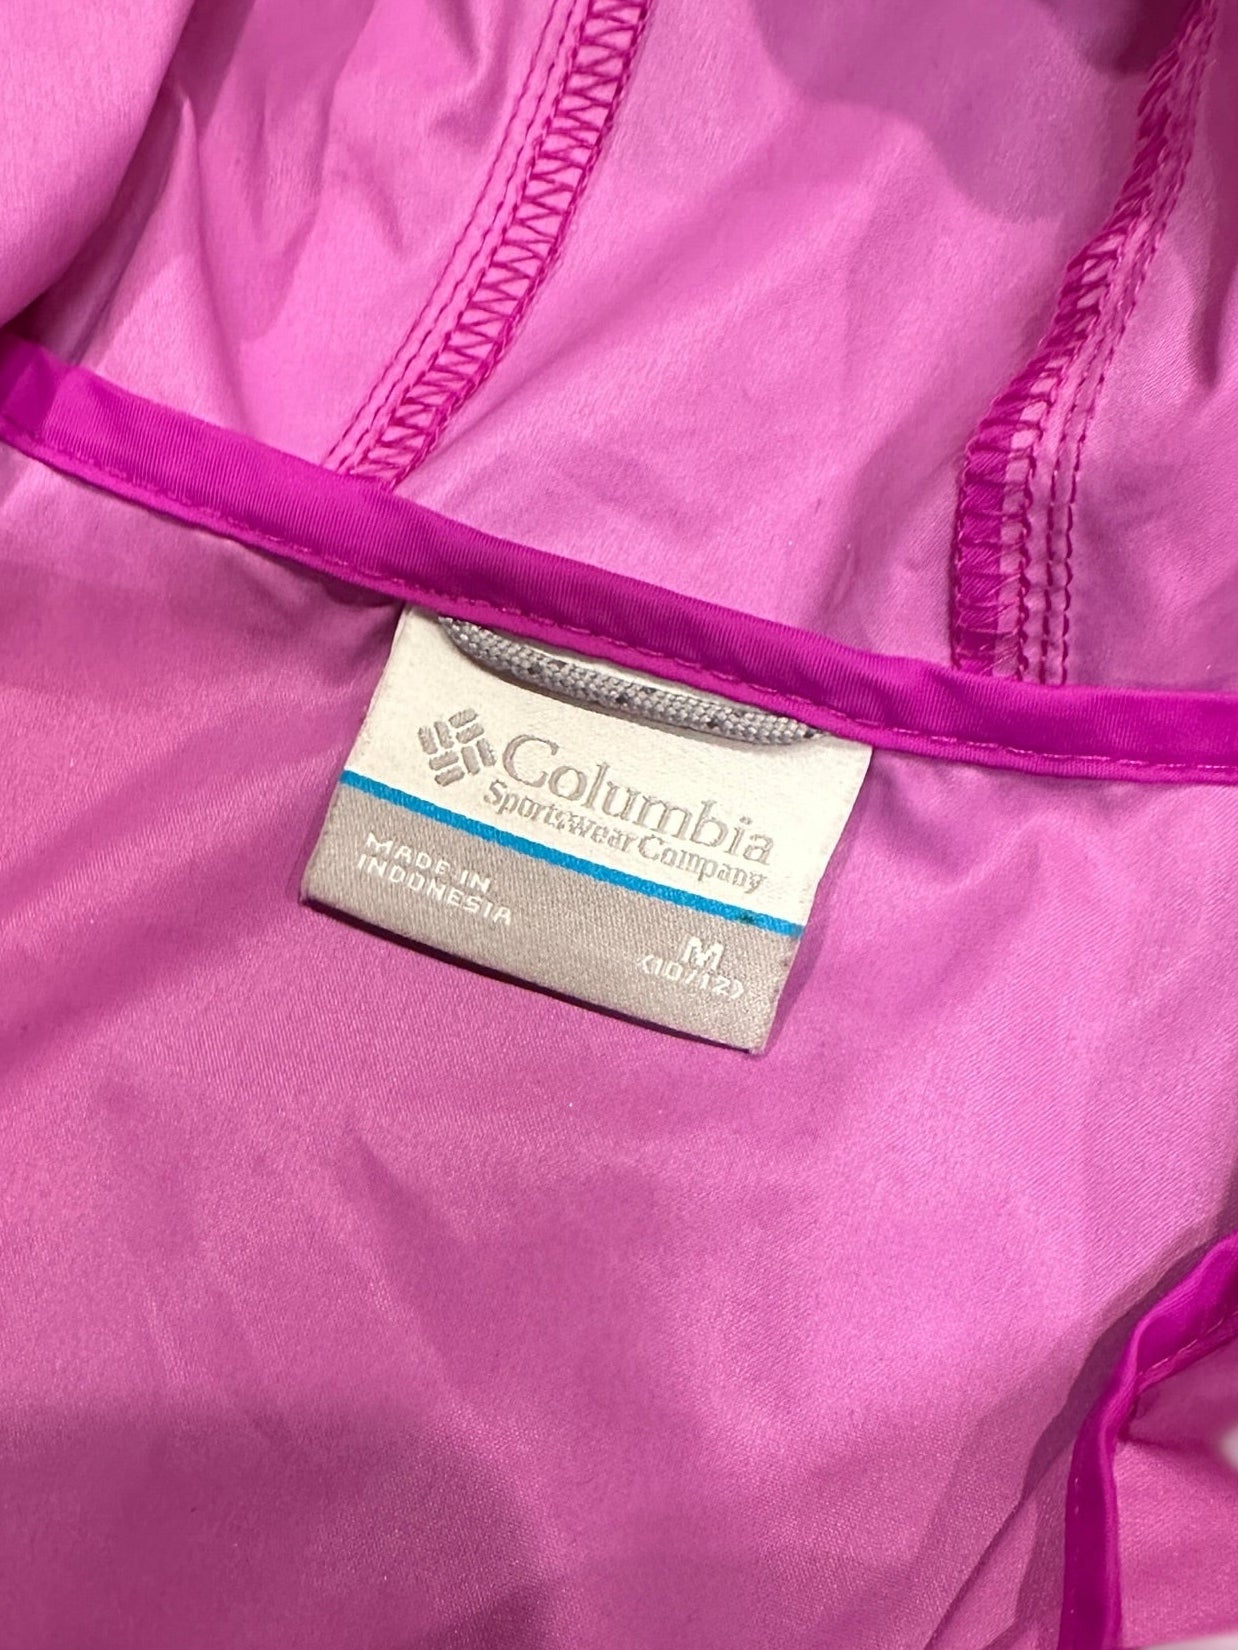 Columbia
Sportswear Company
MADE IN
INDONESIA
M
(10/12)